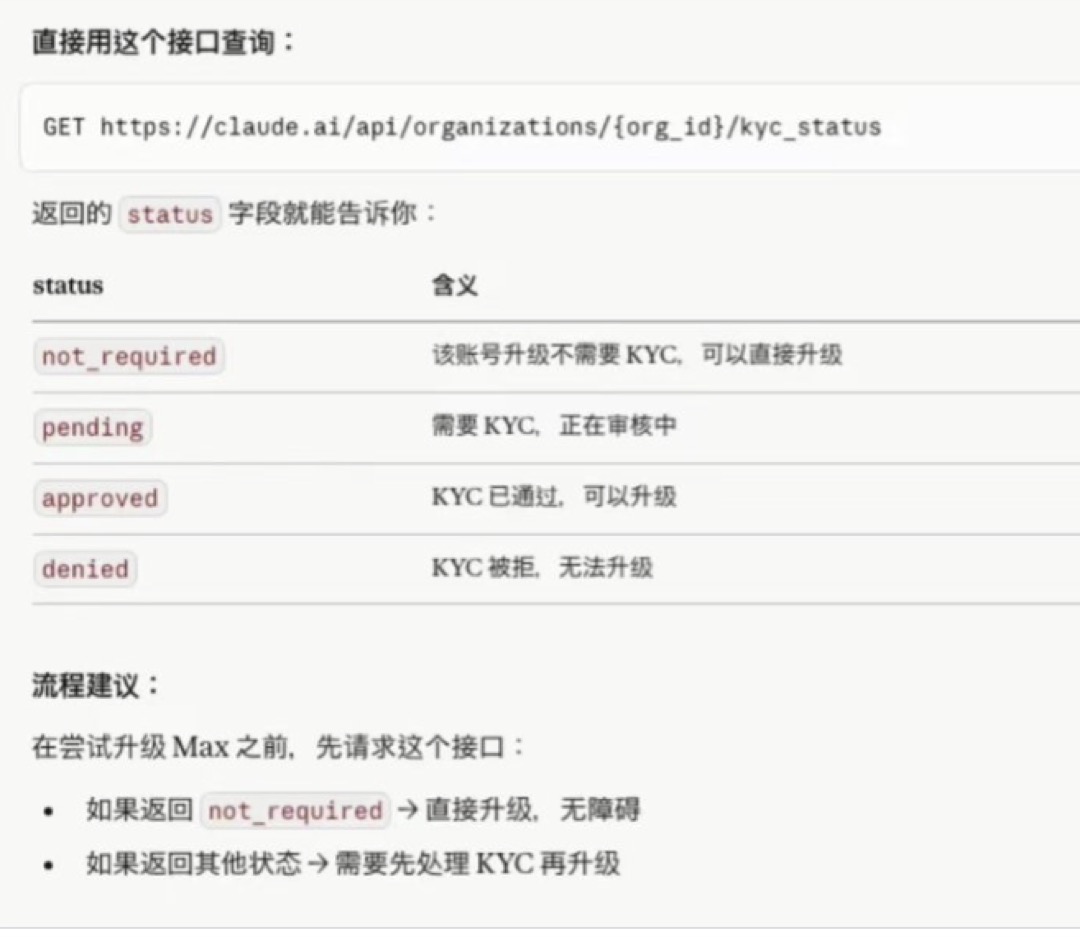 直接用这个接口查询：
GET https://claude.ai/api/organizations/{org_id}/kyc_status
返回的 status 字段就能告诉你：
status 含义
not_required 该账号升级不需要 KYC，可以直接升级
pending 需要 KYC，正在审核中
approved KYC 已通过，可以升级
denied KYC 被拒，无法升级
流程建议：
在尝试升级 Max 之前，先请求这个接口：
• 如果返回 not_required → 直接升级，无障碍
• 如果返回其他状态 → 需要先处理 KYC 再升级